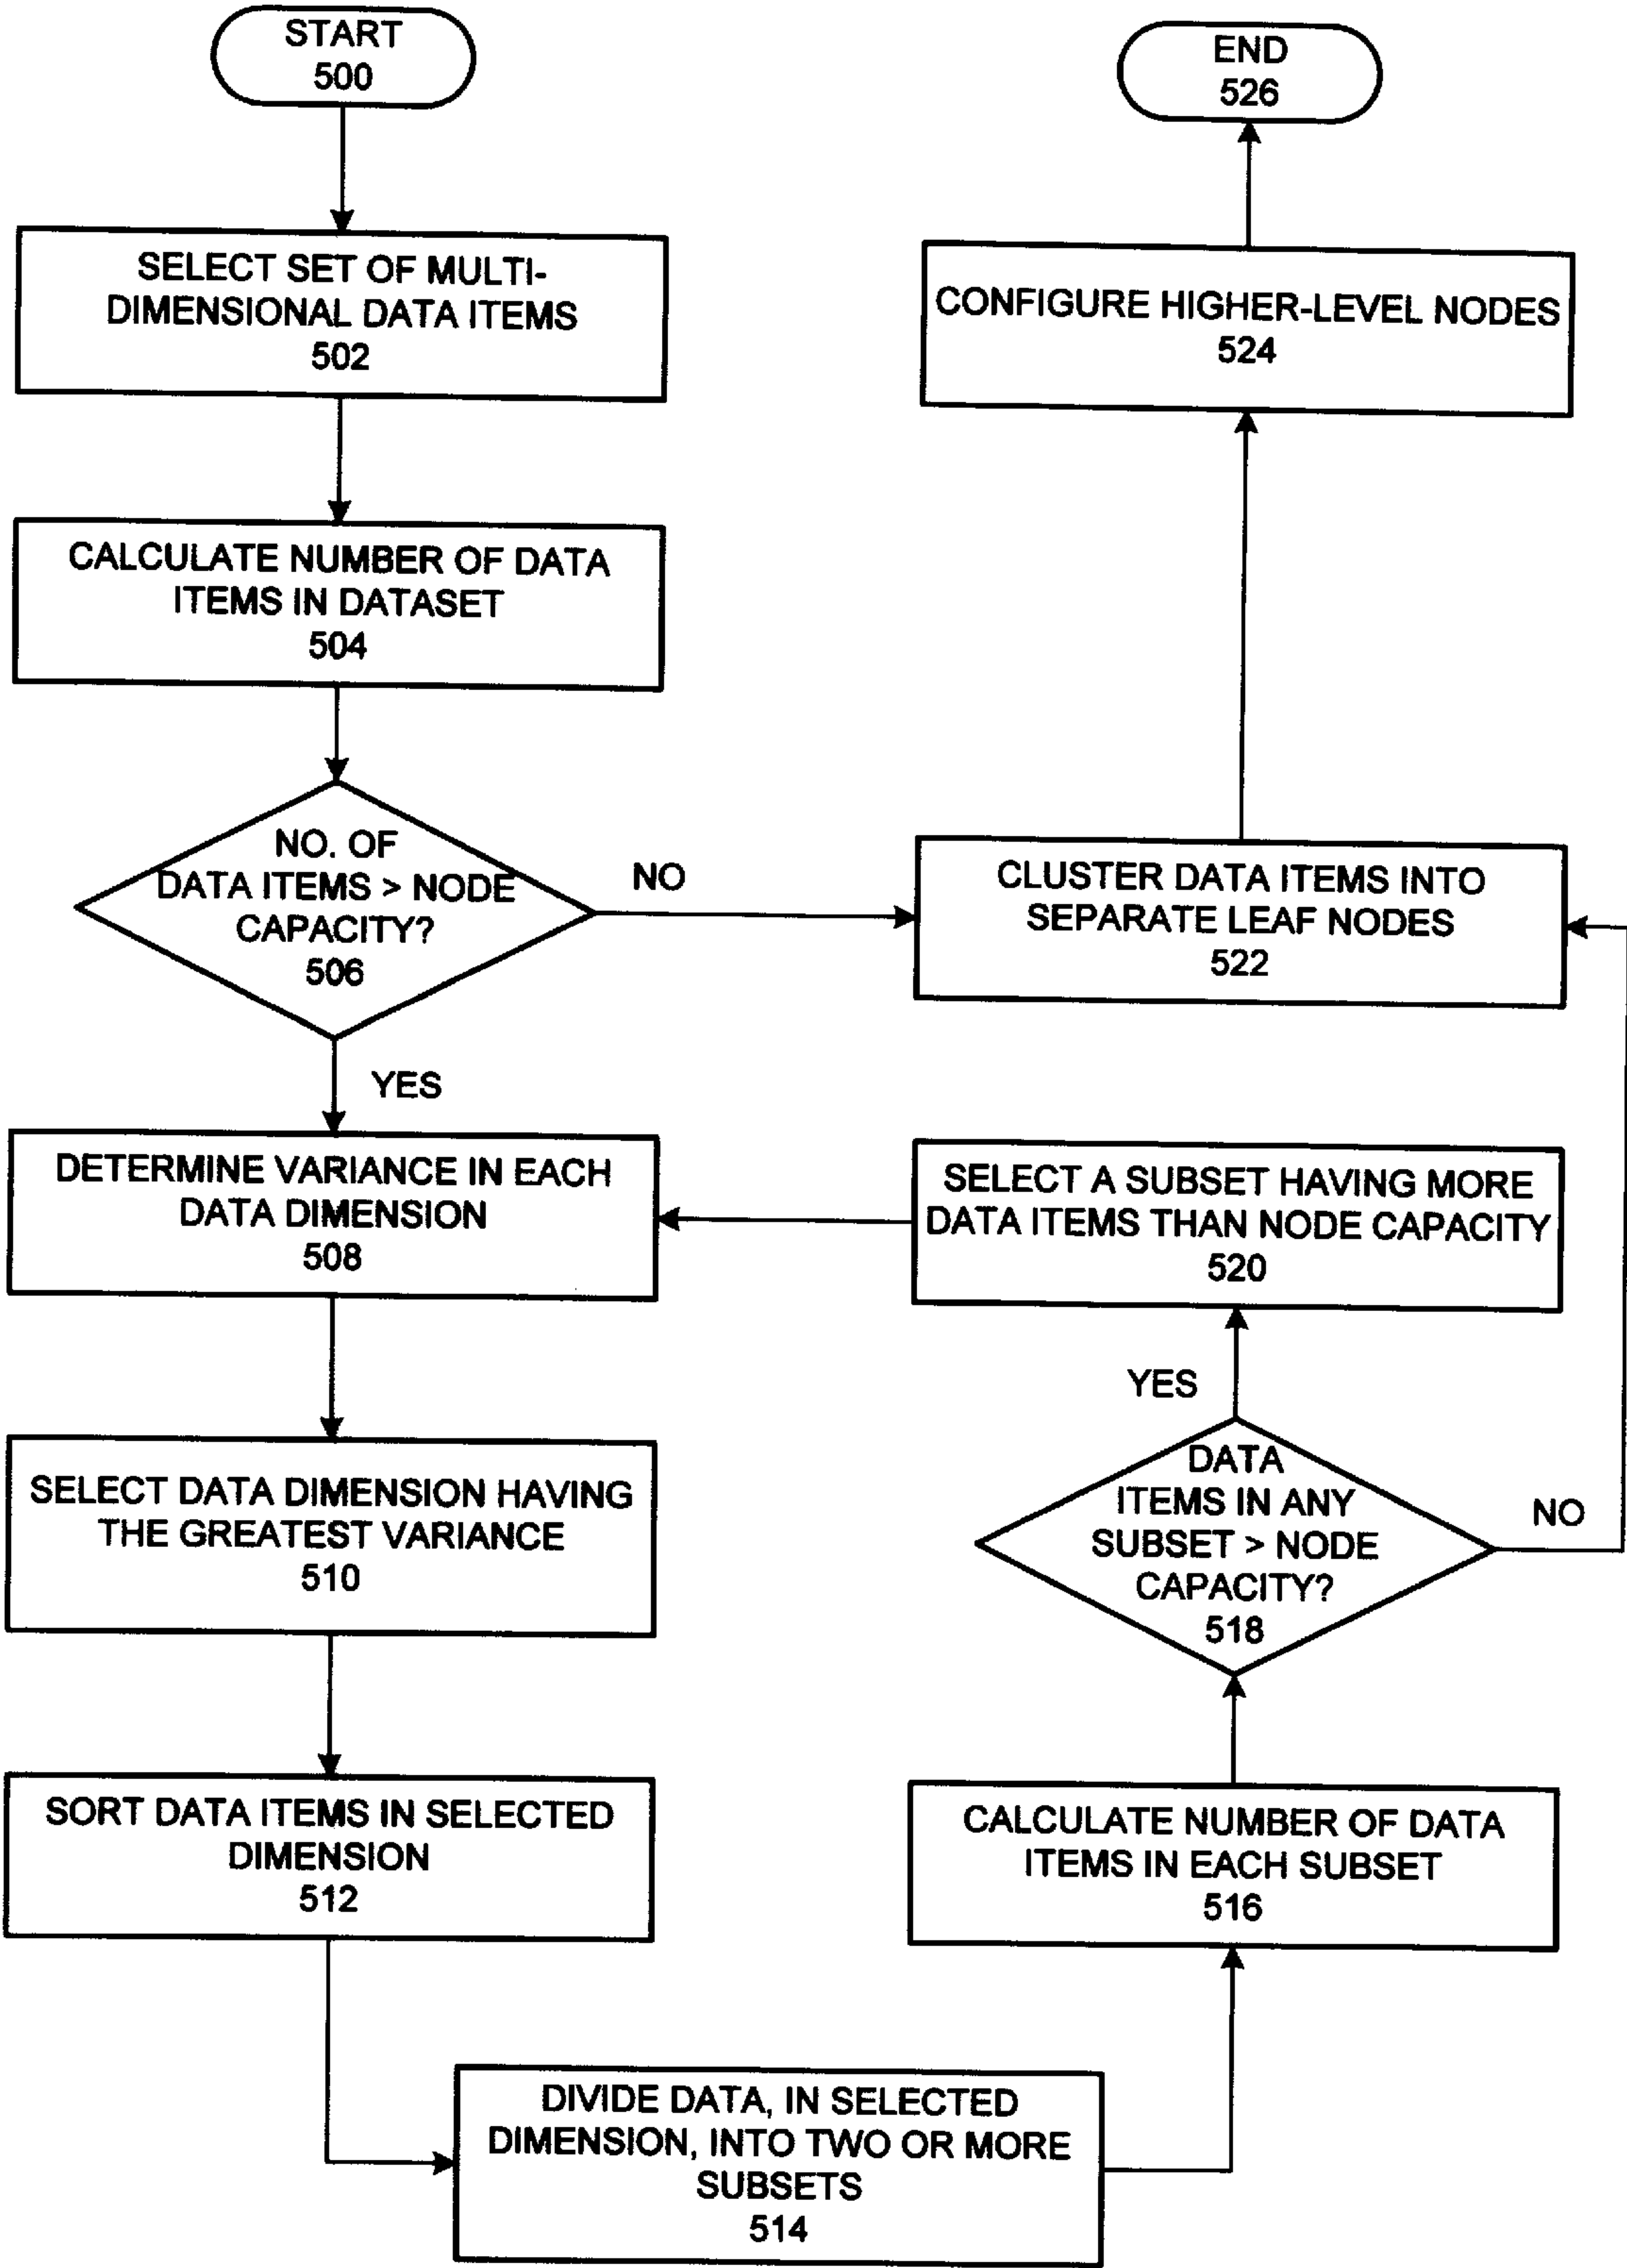 START
500
SELECT SET OF MULTI-
DIMENSIONAL DATA ITEMS
502
CALCULATE NUMBER OF DATA
ITEMS IN DATASET
504
NO. OF
DATA ITEMS > NODE
CAPACITY?
506
NO
YES
DETERMINE VARIANCE IN EACH
DATA DIMENSION
508
SELECT DATA DIMENSION HAVING
THE GREATEST VARIANCE
510
SORT DATA ITEMS IN SELECTED
DIMENSION
512
DIVIDE DATA, IN SELECTED
DIMENSION, INTO TWO OR MORE
SUBSETS
514
CALCULATE NUMBER OF DATA
ITEMS IN EACH SUBSET
516
DATA
ITEMS IN ANY
SUBSET > NODE
CAPACITY?
518
YES
NO
SELECT A SUBSET HAVING MORE
DATA ITEMS THAN NODE CAPACITY
520
CLUSTER DATA ITEMS INTO
SEPARATE LEAF NODES
522
CONFIGURE HIGHER-LEVEL NODES
524
END
526